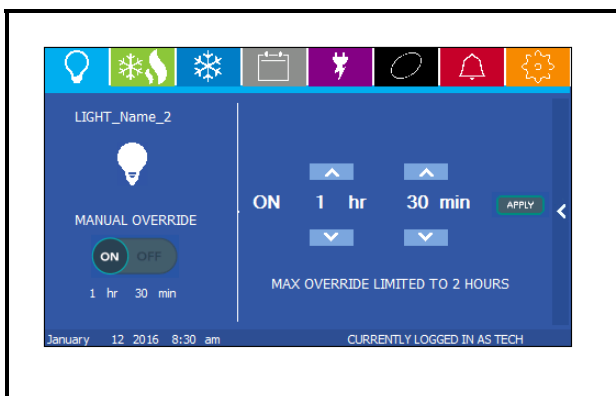 LIGHT_Name_2
MANUAL OVERRIDE
ON OFF
1 hr 30 min
ON 1 hr 30 min APPLY
MAX OVERRIDE LIMITED TO 2 HOURS
January 12 2016 8:30 am CURRENTLY LOGGED IN AS TECH